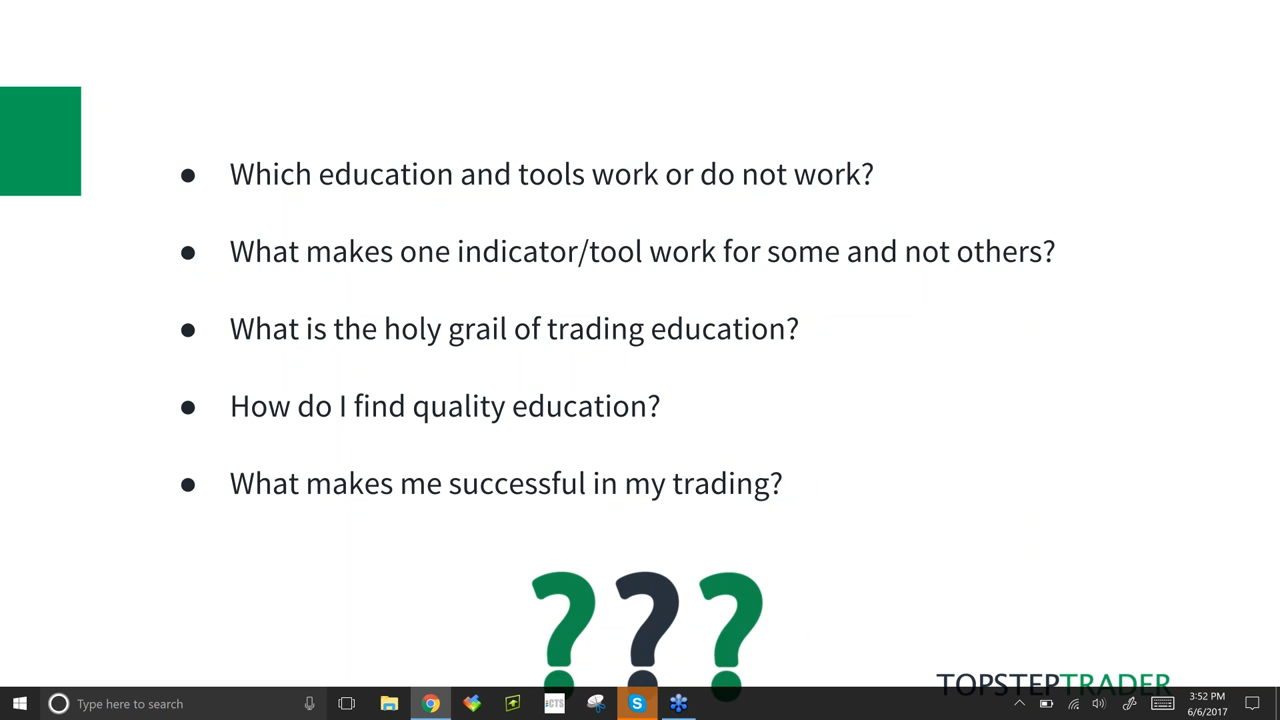 ● Which education and tools work or do not work?
● What makes one indicator/tool work for some and not others?
● What is the holy grail of trading education?
● How do I find quality education?
● What makes me successful in my trading?
???
TOPSTEPTRADER
Type here to search
#CTS
3:52 PM
6/6/2017